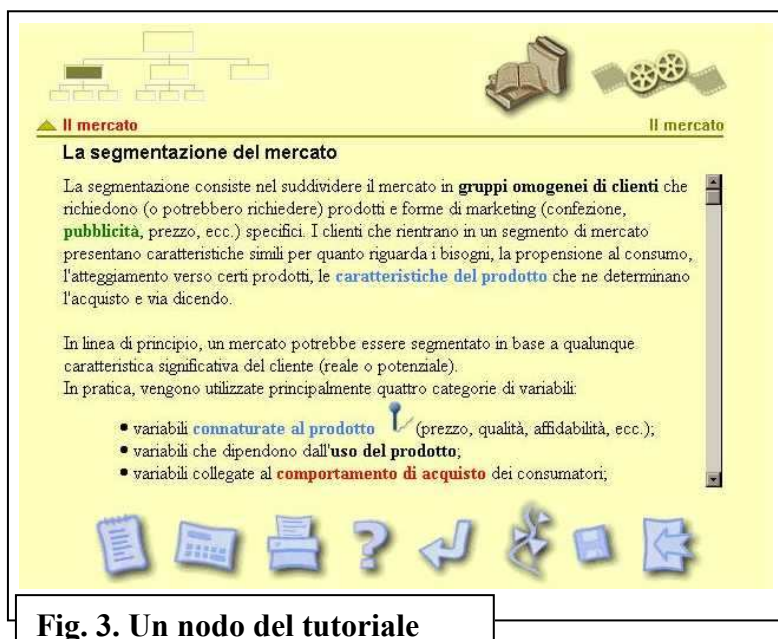 Il mercato
Il mercato
La segmentazione del mercato
La segmentazione consiste nel suddividere il mercato in gruppi omogenei di clienti che
richiedono (o potrebbero richiedere) prodotti e forme di marketing (confezione,
pubblicità, prezzo, ecc.) specifici. I clienti che rientrano in un segmento di mercato
presentano caratteristiche simili per quanto riguarda i bisogni, la propensione al consumo,
l'atteggiamento verso certi prodotti, le caratteristiche del prodotto che ne determinano
l'acquisto e via dicendo.
In linea di principio, un mercato potrebbe essere segmentato in base a qualunque
caratteristica significativa del cliente (reale o potenziale).
In pratica, vengono utilizzate principalmente quattro categorie di variabili:
• variabili connaturate al prodotto (prezzo, qualità, affidabilità, ecc.);
• variabili che dipendono dall'uso del prodotto;
• variabili collegate al comportamento di acquisto dei consumatori;
?
Fig. 3. Un nodo del tutoriale